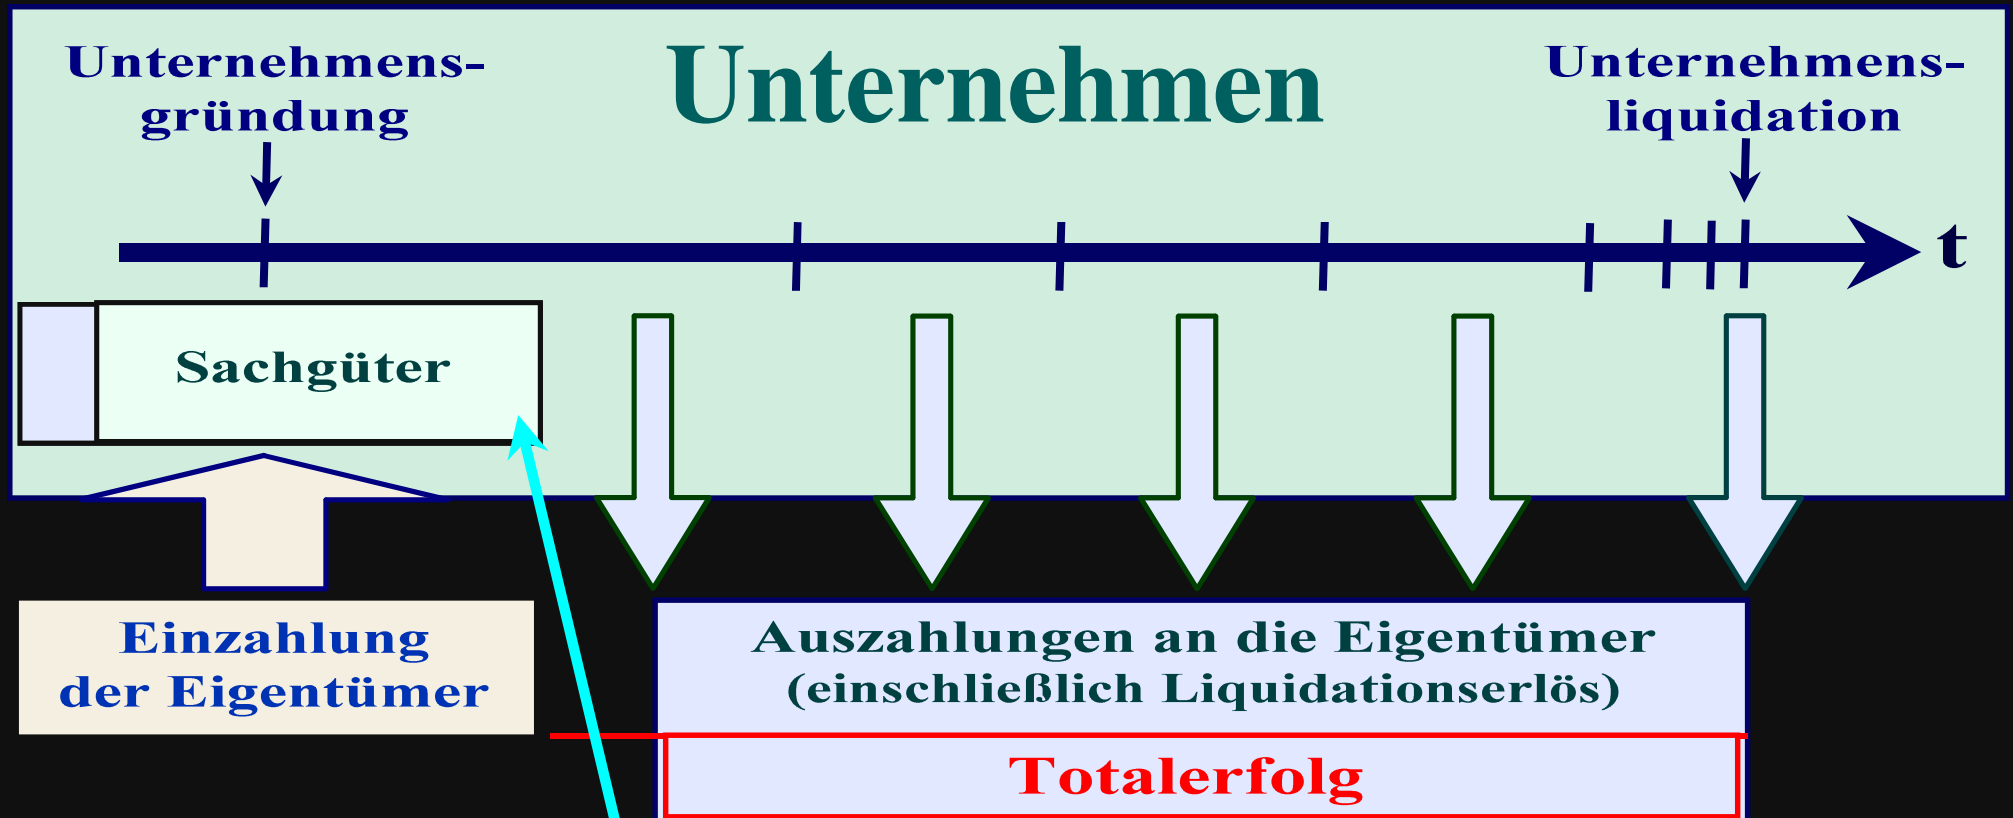 Unternehmens-
gründung
Unternehmen
Unternehmens-
liquidation
t
Sachgüter
Einzahlung
der Eigentümer
Auszahlungen an die Eigentümer
(einschließlich Liquidationserlös)
Totalerfolg